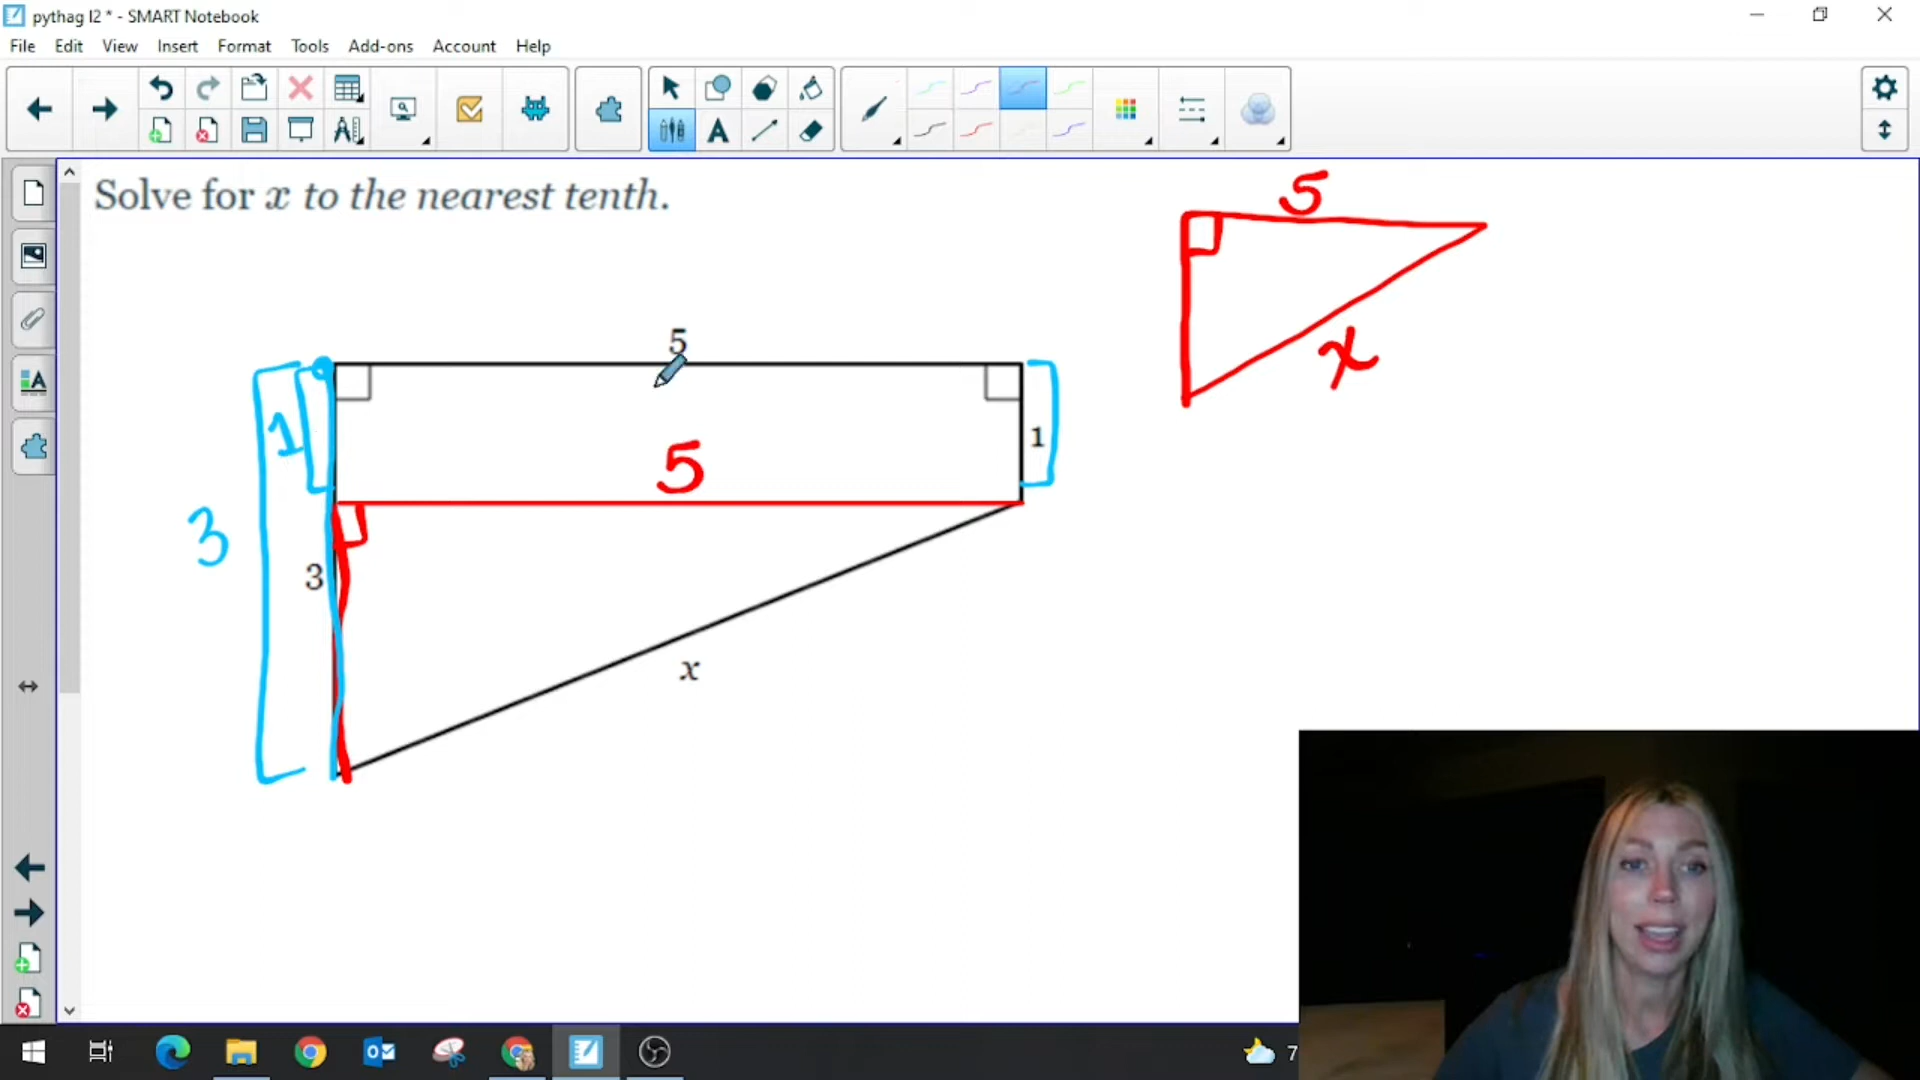 pythag l2 * - SMART Notebook
File Edit View Insert Format Tools Add-ons Account Help
Solve for x to the nearest tenth.
5
x
5
1
1
5
3
3
x
7